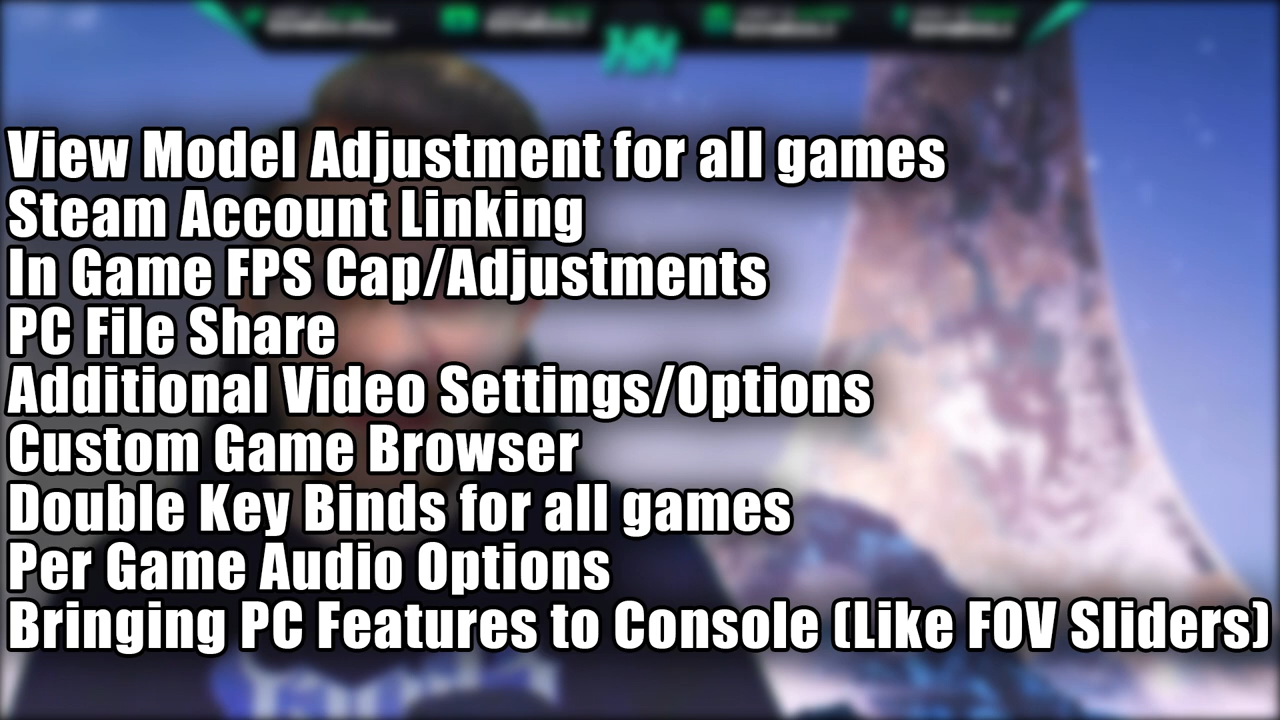 View Model Adjustment for all games
Steam Account Linking
In Game FPS Cap/Adjustments
PC File Share
Additional Video Settings/Options
Custom Game Browser
Double Key Binds for all games
Per Game Audio Options
Bringing PC Features to Console (Like FOV Sliders)